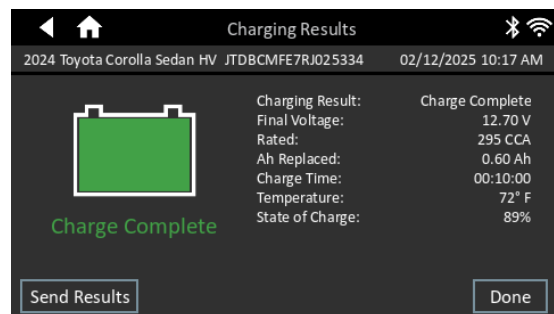 Charging Results
2024 Toyota Corolla Sedan HV JTDBCMFE7RJ025334 02/12/2025 10:17 AM
Charging Result: Charge Complete
Final Voltage: 12.70 V
Rated: 295 CCA
Ah Replaced: 0.60 Ah
Charge Time: 00:10:00
Temperature: 72° F
State of Charge: 89%
Charge Complete
Send Results Done